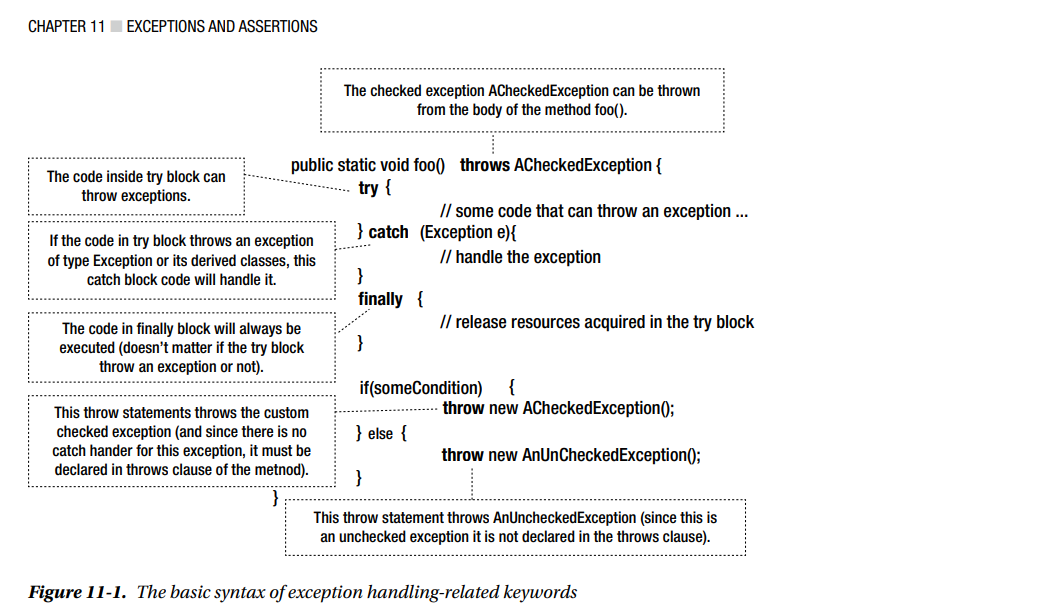 CHAPTER 11 ■ EXCEPTIONS AND ASSERTIONS
The checked exception ACheckedException can be thrown
from the body of the method foo().
public static void foo() throws ACheckedException {
The code inside try block can
throw exceptions.
try {
// some code that can throw an exception ...
If the code in try block throws an exception
of type Exception or its derived classes, this
catch block code will handle it.
} catch (Exception e){
// handle the exception
}
finally {
The code in finally block will always be
executed (doesn't matter if the try block
throw an exception or not).
// release resources acquired in the try block
}
if(someCondition) {
This throw statements throws the custom
checked exception (and since there is no
catch hander for this exception, it must be
declared in throws clause of the metnod).
throw new ACheckedException();
} else {
throw new AnUnCheckedException();
}
}
This throw statement throws AnUncheckedException (since this is
an unchecked exception it is not declared in the throws clause).
Figure 11-1. The basic syntax of exception handling-related keywords